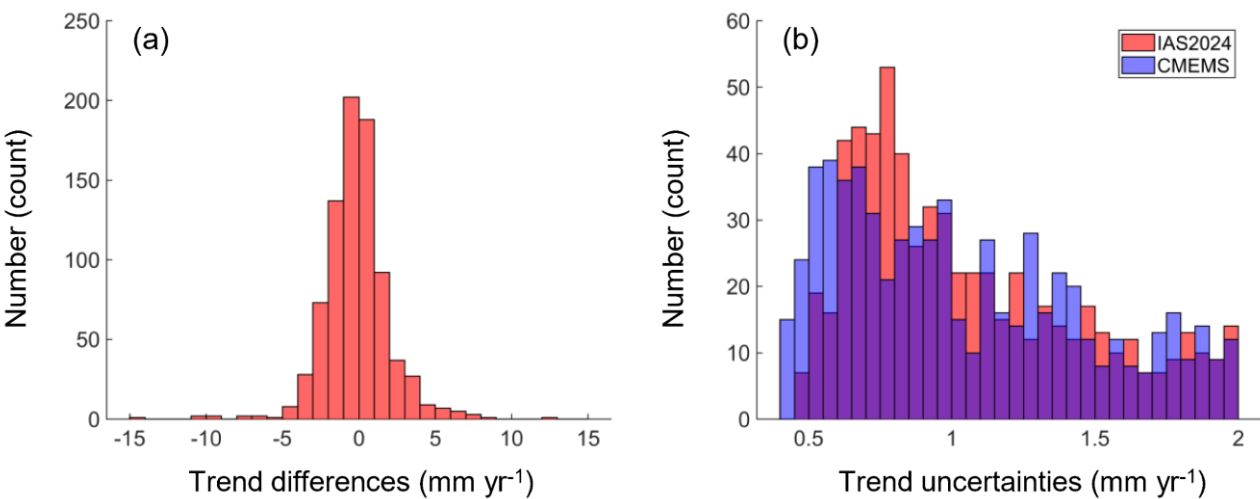 (a)
Number (count)
250
200
150
100
50
0
-15 -10 -5 0 5 10 15
Trend differences (mm yr⁻¹)
(b)
IAS2024
CMEMS
Number (count)
60
50
40
30
20
10
0
0.5 1 1.5 2
Trend uncertainties (mm yr⁻¹)